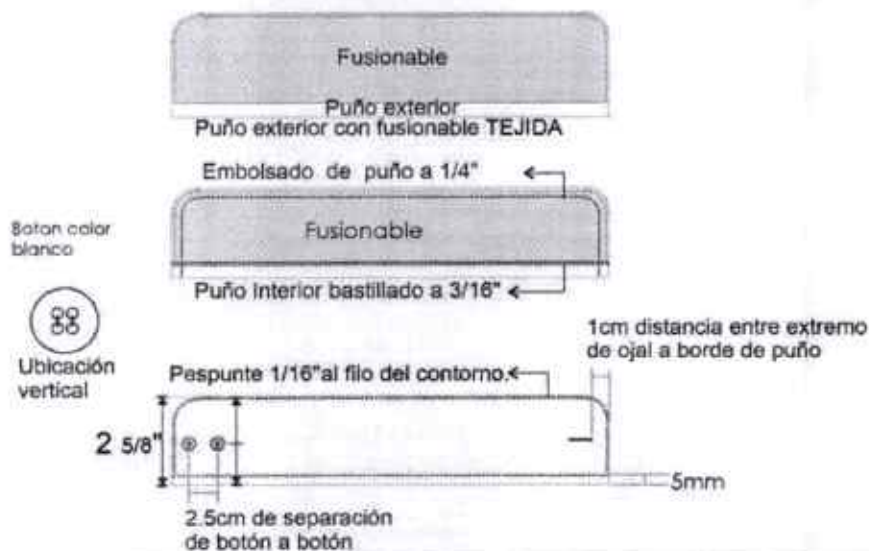 Fusionable
Puño exterior
Puño exterior con fusionable TEJIDA
Embolsado de puño a 1/4"
Fusionable
Boton color
blanco
Puño Interior bastillado a 3/16"
Ubicación
vertical
1cm distancia entre extremo
de ojal a borde de puño
Pespunte 1/16"al filo del contorno.
2 5/8"
5mm
2.5cm de separación
de botón a botón